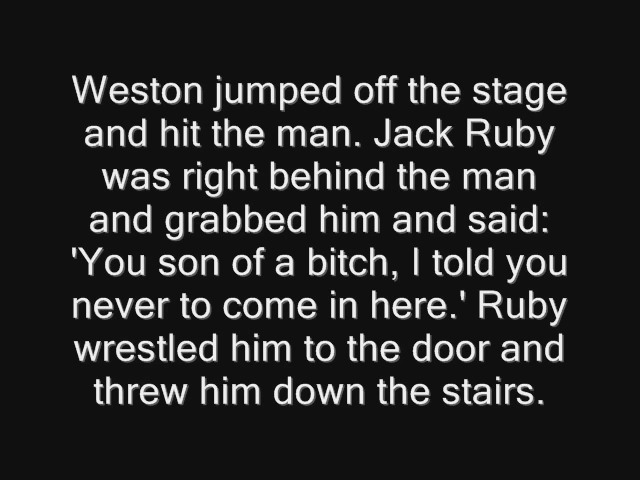 Weston jumped off the stage
and hit the man. Jack Ruby
was right behind the man
and grabbed him and said:
'You son of a bitch, I told you
never to come in here.' Ruby
wrestled him to the door and
threw him down the stairs.